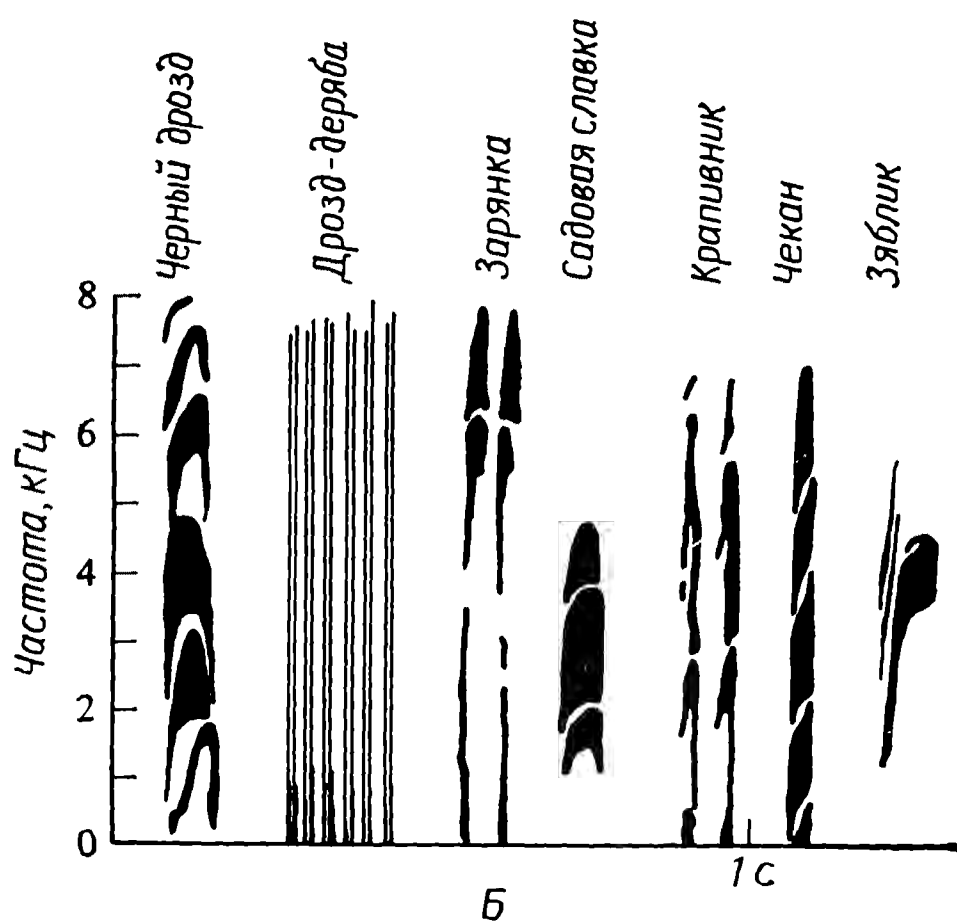 Черный дрозд
Дрозд-деряба
Зарянка
Садовая славка
Крапивник
Чекан
Зяблик
Частота, кГц
8
6
4
2
0
1 с
Б